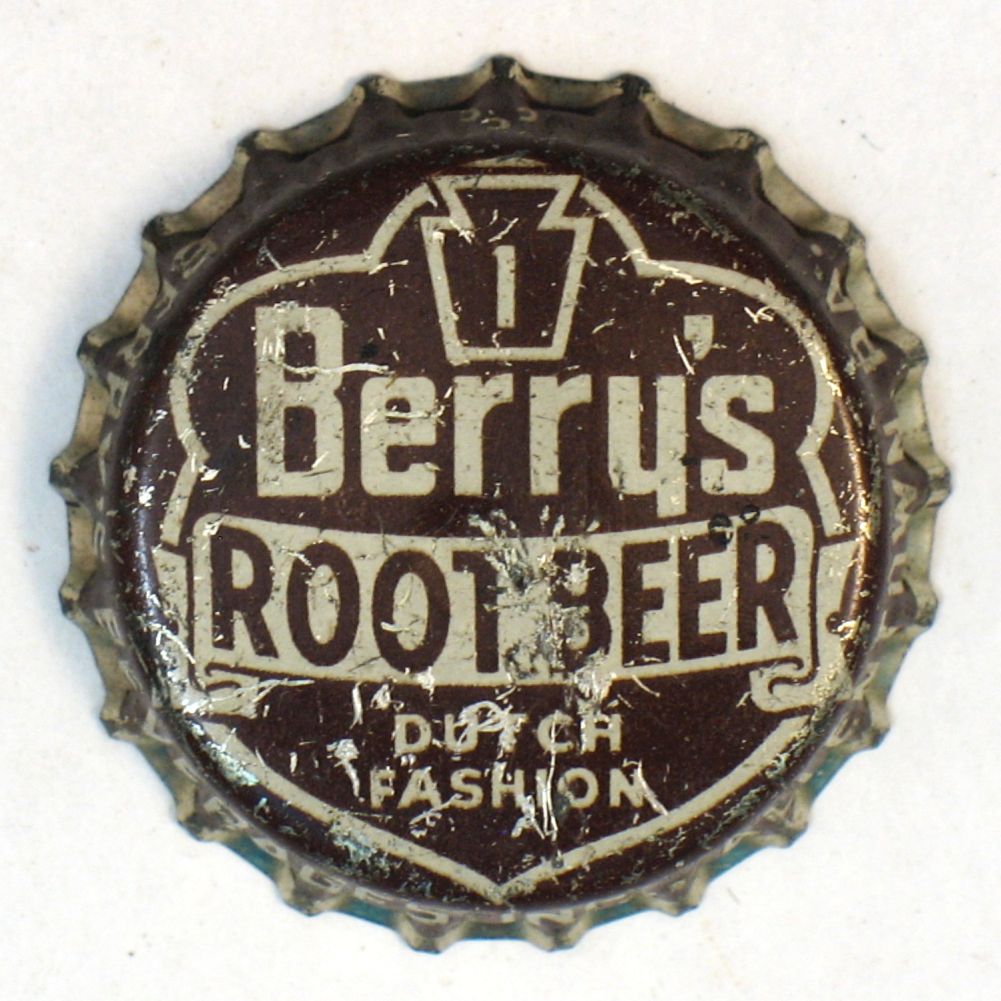 1
Berry's
ROOT BEER
DUTCH
FASHION